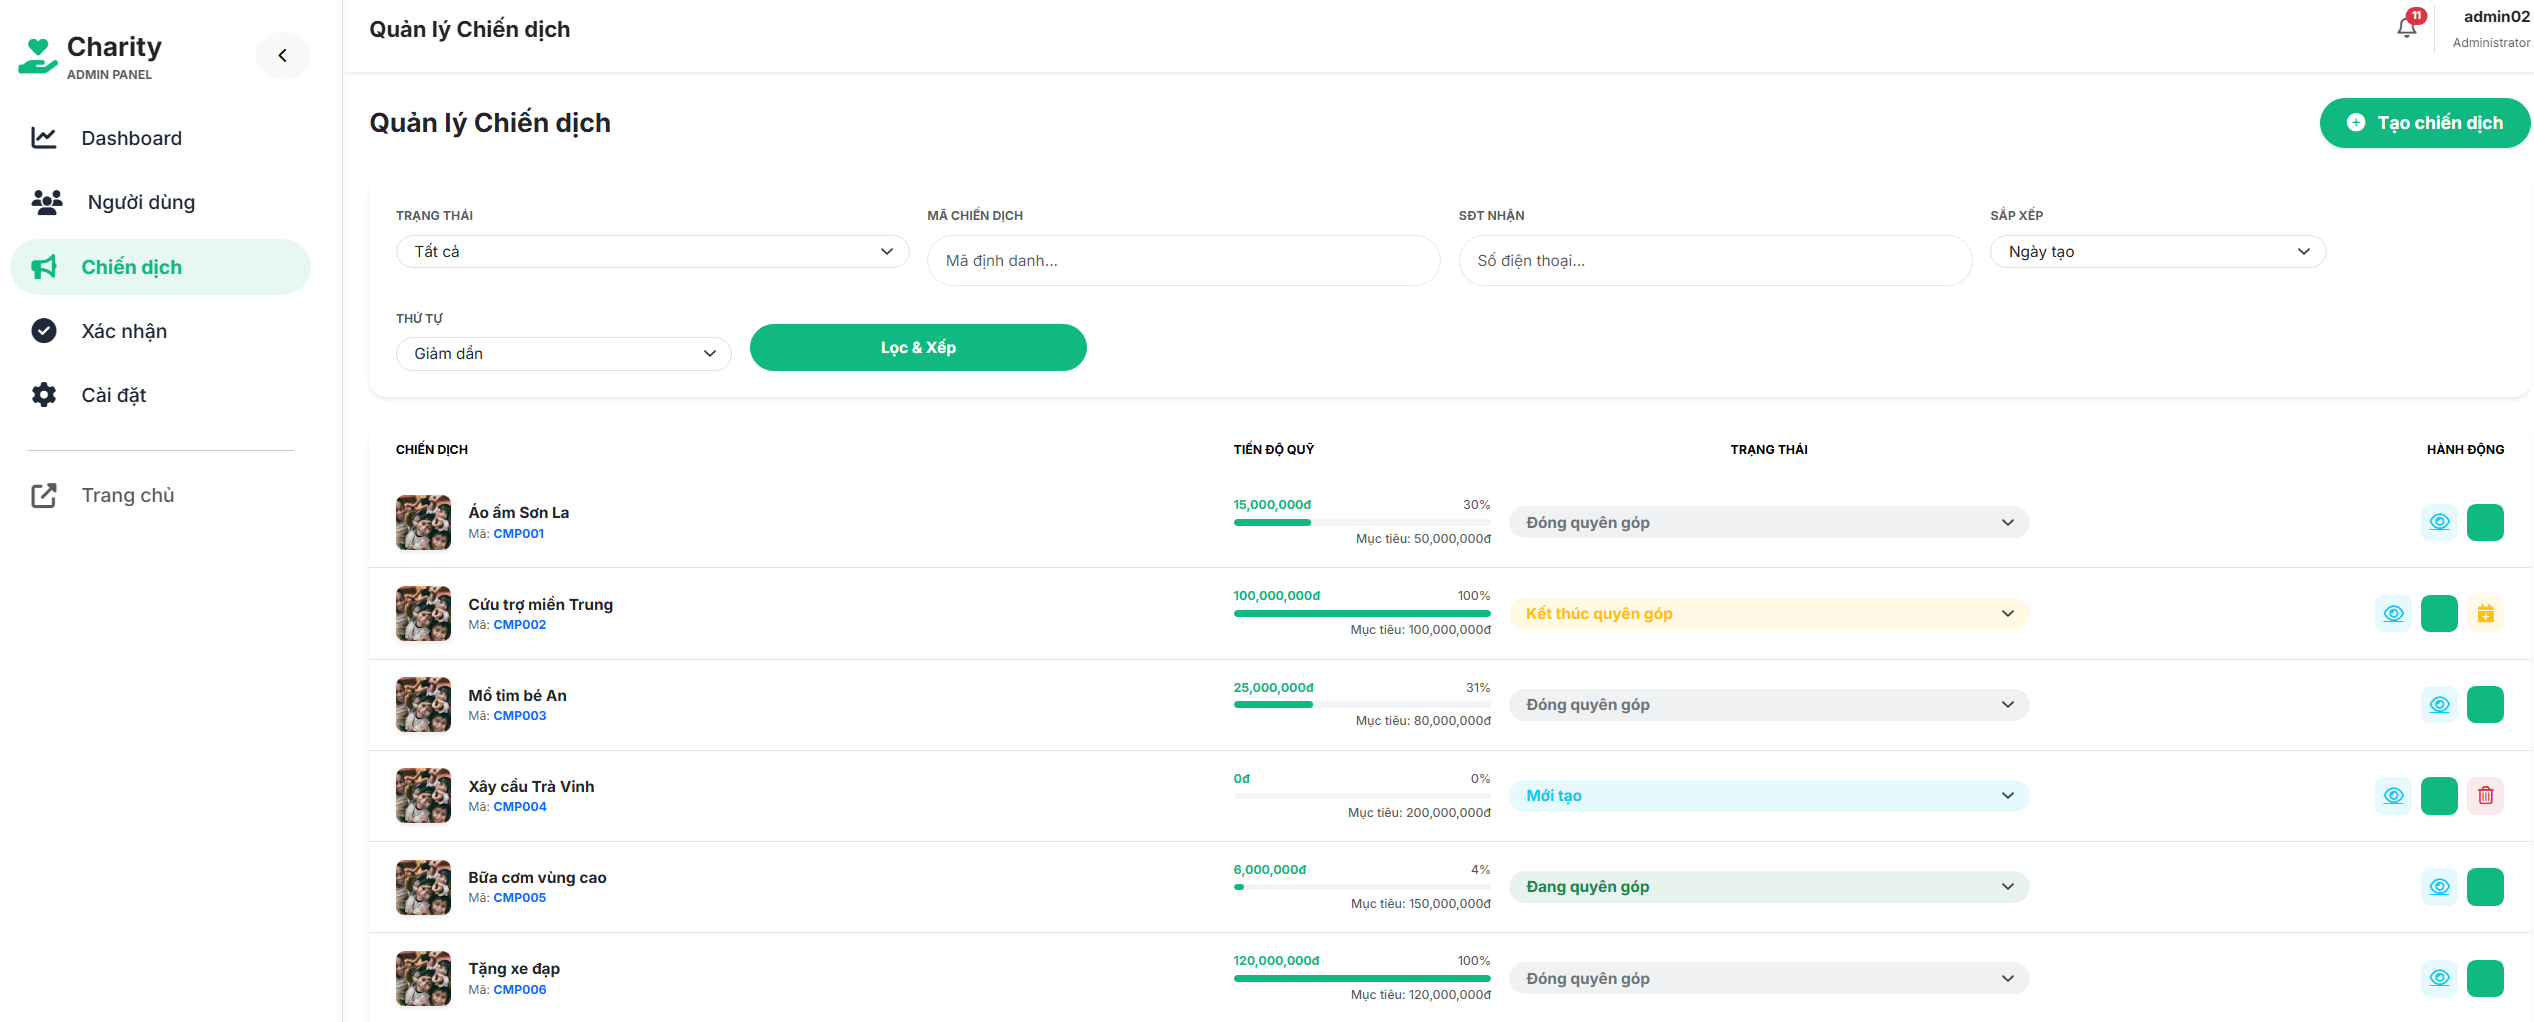 Charity
ADMIN PANEL
Dashboard
Người dùng
Chiến dịch
Xác nhận
Cài đặt
Trang chủ
Quản lý Chiến dịch
11
admin02
Administrator
Quản lý Chiến dịch
Tạo chiến dịch
TRẠNG THÁI
Tất cả
MÃ CHIẾN DỊCH
Mã định danh...
SĐT NHẬN
Số điện thoại...
SẮP XẾP
Ngày tạo
THỨ TỰ
Giảm dần
Lọc & Xếp
CHIẾN DỊCH TIẾN ĐỘ QUỸ TRẠNG THÁI HÀNH ĐỘNG
Áo ấm Sơn La
Mã: CMP001
15,000,000đ 30%
Mục tiêu: 50,000,000đ
Đóng quyên góp
Cứu trợ miền Trung
Mã: CMP002
100,000,000đ 100%
Mục tiêu: 100,000,000đ
Kết thúc quyên góp
Mổ tim bé An
Mã: CMP003
25,000,000đ 31%
Mục tiêu: 80,000,000đ
Đóng quyên góp
Xây cầu Trà Vinh
Mã: CMP004
0đ 0%
Mục tiêu: 200,000,000đ
Mới tạo
Bữa cơm vùng cao
Mã: CMP005
6,000,000đ 4%
Mục tiêu: 150,000,000đ
Đang quyên góp
Tặng xe đạp
Mã: CMP006
120,000,000đ 100%
Mục tiêu: 120,000,000đ
Đóng quyên góp